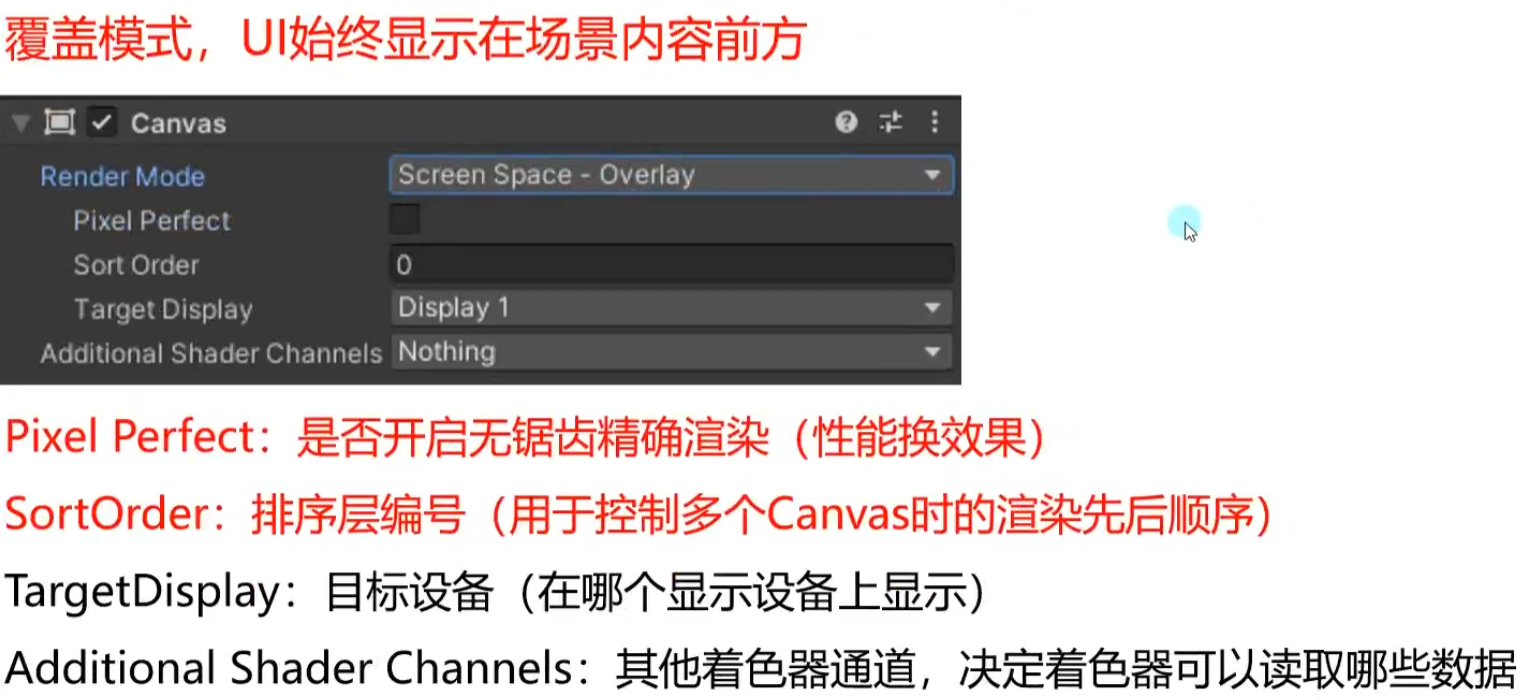 覆盖模式，UI始终显示在场景内容前方
Canvas
Render Mode Screen Space - Overlay
Pixel Perfect
Sort Order 0
Target Display Display 1
Additional Shader Channels Nothing
Pixel Perfect：是否开启无锯齿精确渲染（性能换效果）
SortOrder：排序层编号（用于控制多个Canvas时的渲染先后顺序）
TargetDisplay：目标设备（在哪个显示设备上显示）
Additional Shader Channels：其他着色器通道，决定着色器可以读取哪些数据